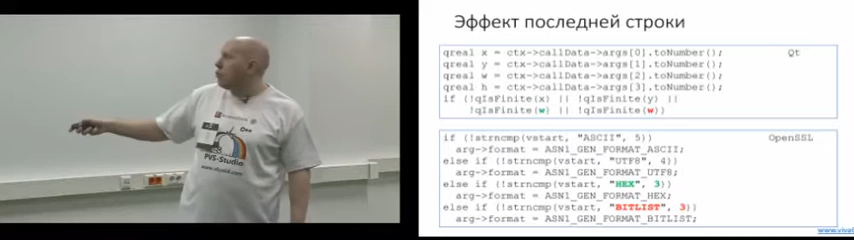 Эффект последней строки
qreal x = ctx->callData->args[0].toNumber(); Qt
qreal y = ctx->callData->args[1].toNumber();
qreal w = ctx->callData->args[2].toNumber();
qreal h = ctx->callData->args[3].toNumber();
if (!qIsFinite(x) || !qIsFinite(y) ||
!qIsFinite(w) || !qIsFinite(w))
if (!strncmp(vstart, "ASCII", 5)) OpenSSL
arg->format = ASN1_GEN_FORMAT_ASCII;
else if (!strncmp(vstart, "UTF8", 4))
arg->format = ASN1_GEN_FORMAT_UTF8;
else if (!strncmp(vstart, "HEX", 3))
arg->format = ASN1_GEN_FORMAT_HEX;
else if (!strncmp(vstart, "BITLIST", 3))
arg->format = ASN1_GEN_FORMAT_BITLIST;
www.viva
C++
PVS-Studio